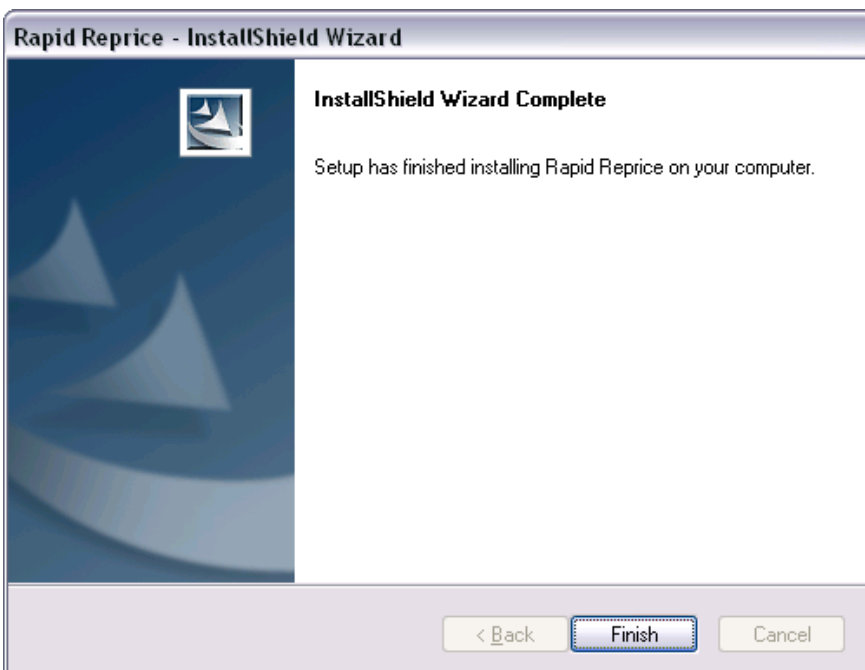 Rapid Reprice - InstallShield Wizard
InstallShield Wizard Complete
Setup has finished installing Rapid Reprice on your computer.
< Back Finish Cancel